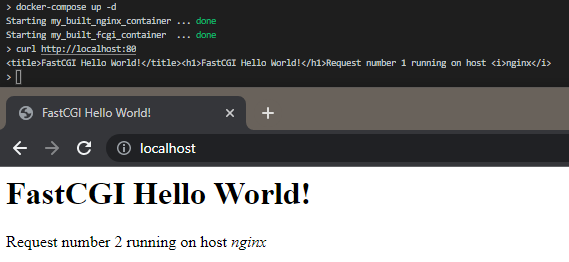 > docker-compose up -d
Starting my_built_nginx_container ... done
Starting my_built_fcgi_container ... done
> curl http://localhost:80
<title>FastCGI Hello World!</title><h1>FastCGI Hello World!</h1>Request number 1 running on host <i>nginx</i>
>
FastCGI Hello World!
localhost
FastCGI Hello World!
Request number 2 running on host nginx